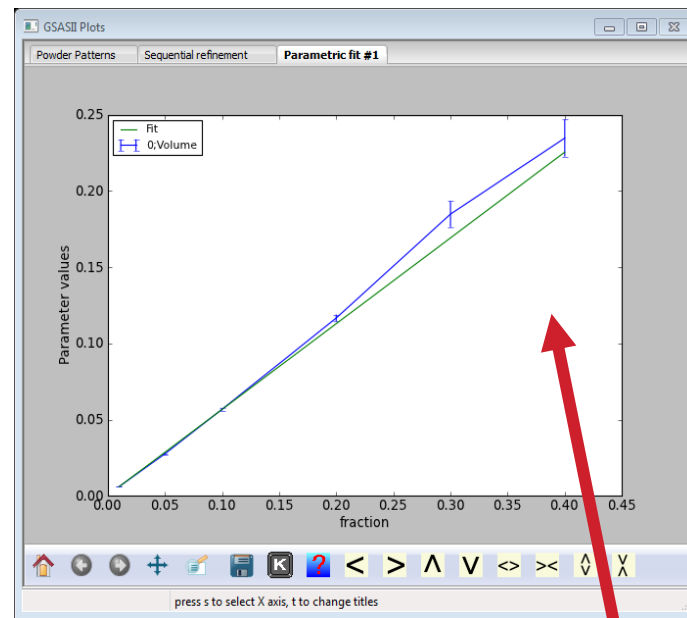 GSASII Plots
Powder Patterns Sequential refinement Parametric fit #1
Fit
0;Volume
0.25
0.20
0.15
0.10
0.05
0.00
Parameter values
0.00 0.05 0.10 0.15 0.20 0.25 0.30 0.35 0.40 0.45
fraction
K ? < > Λ V <> ><
press s to select X axis, t to change titles